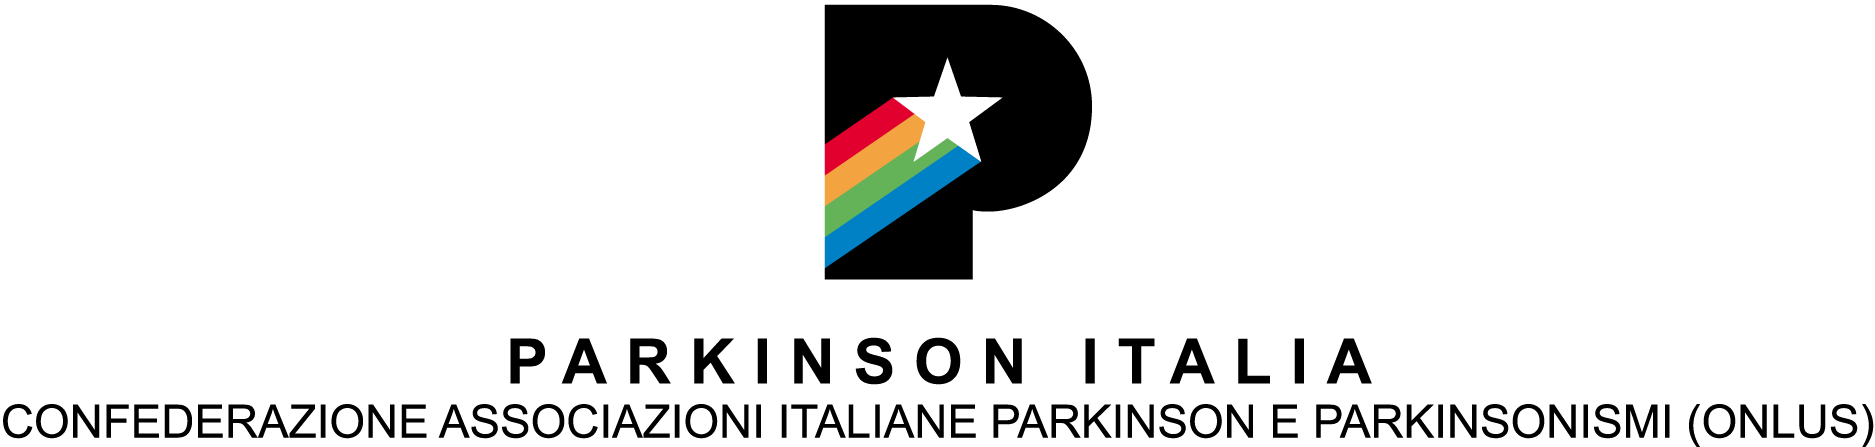 PARKINSON ITALIA
CONFEDERAZIONE ASSOCIAZIONI ITALIANE PARKINSON E PARKINSONISMI (ONLUS)